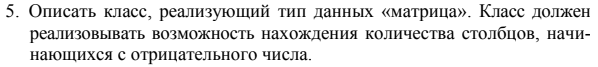 5. Описать класс, реализующий тип данных «матрица». Класс должен
реализовывать возможность нахождения количества столбцов, начи-
нающихся с отрицательного числа.